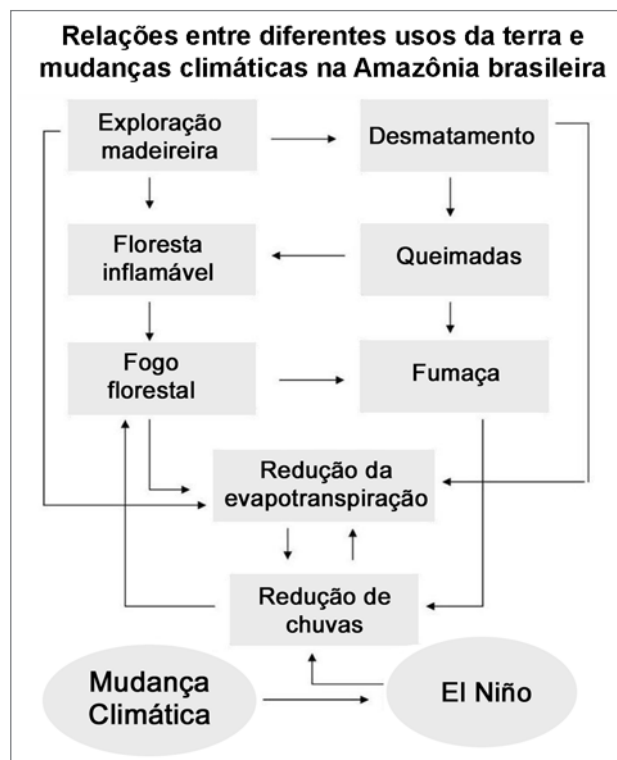 Relações entre diferentes usos da terra e
mudanças climáticas na Amazônia brasileira
Exploração
madeireira
Desmatamento
Floresta
inflamável
Queimadas
Fogo
florestal
Fumaça
Redução da
evapotranspiração
Redução de
chuvas
Mudança
Climática
El Niño